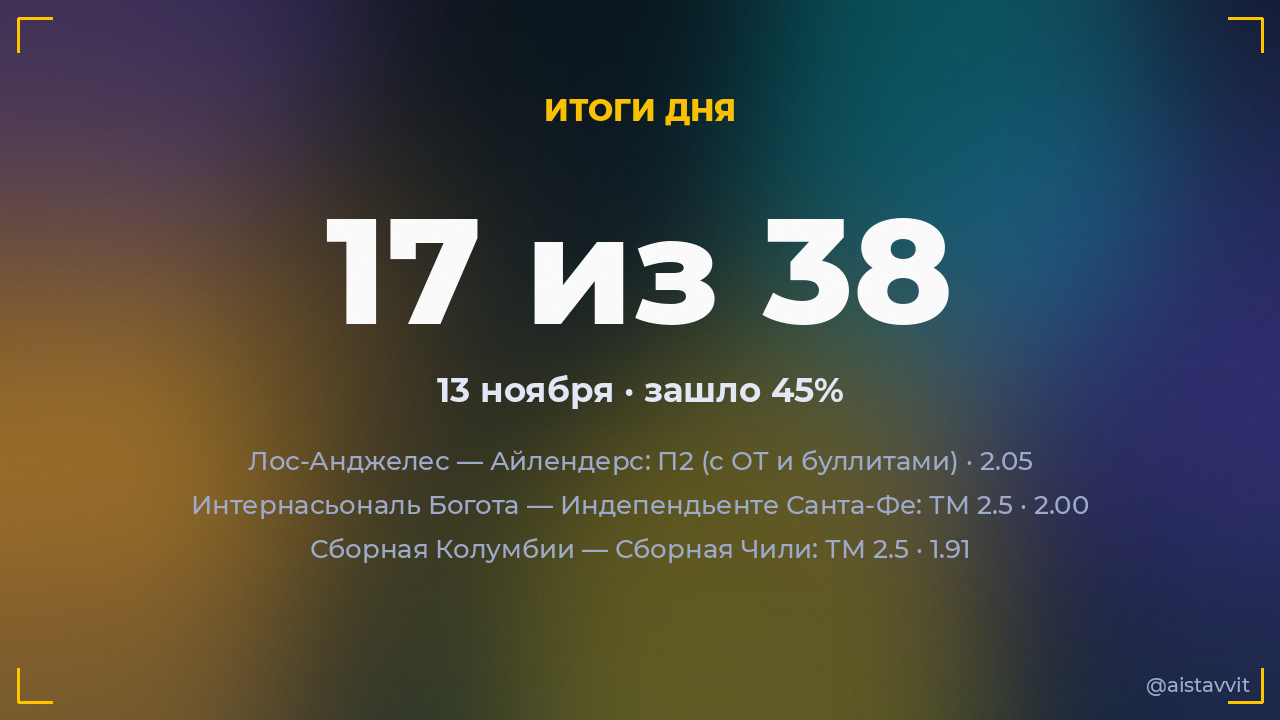 ИТОГИ ДНЯ
17 из 38
13 ноября · зашло 45%
Лос-Анджелес — Айлендерс: П2 (с ОТ и буллитами) · 2.05
Интернасьональ Богота — Индепендьенте Санта-Фе: ТМ 2.5 · 2.00
Сборная Колумбии — Сборная Чили: ТМ 2.5 · 1.91
@aistavvit